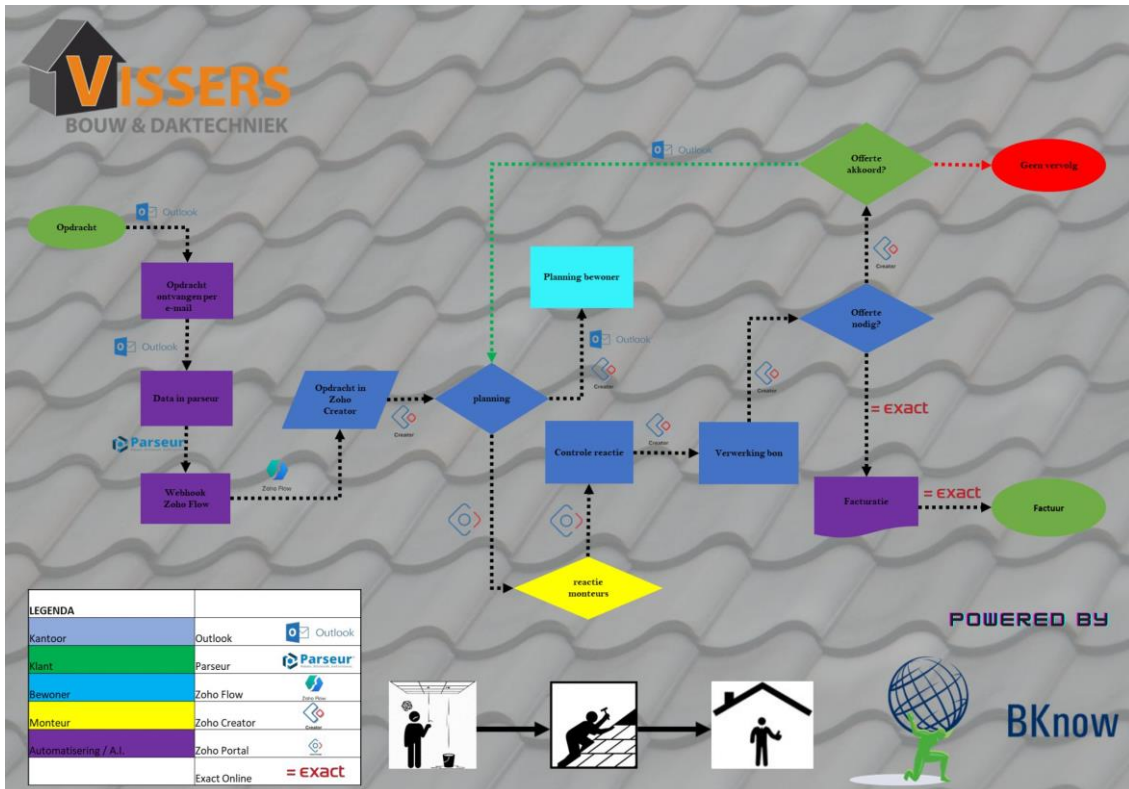 VISSERS
BOUW & DAKTECHNIEK
Opdracht
Outlook
Opdracht
ontvangen per
e-mail
Outlook
Data in parseur
Parseur
Webhook
Zoho Flow
Zoho Flow
Opdracht in
Zoho
Creator
Creator
planning
Planning bewoner
Outlook
Creator
reactie
monteurs
Controle reactie
Creator
Verwerking bon
Creator
Offerte
nodig?
Creator
Offerte
akkoord?
Outlook
Geen vervolg
= exact
Facturatie
= exact
Factuur
LEGENDA
Kantoor Outlook Outlook
Klant Parseur Parseur
Bewoner Zoho Flow Zoho Flow
Monteur Zoho Creator Creator
Automatisering / A.I. Zoho Portal
Exact Online = exact
POWERED BY
BKnow